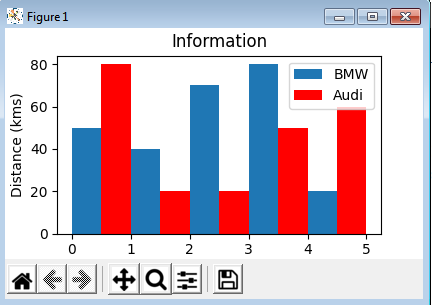 Figure 1
Information
BMW
Audi
Distance (kms)
80
60
40
20
0
0 1 2 3 4 5